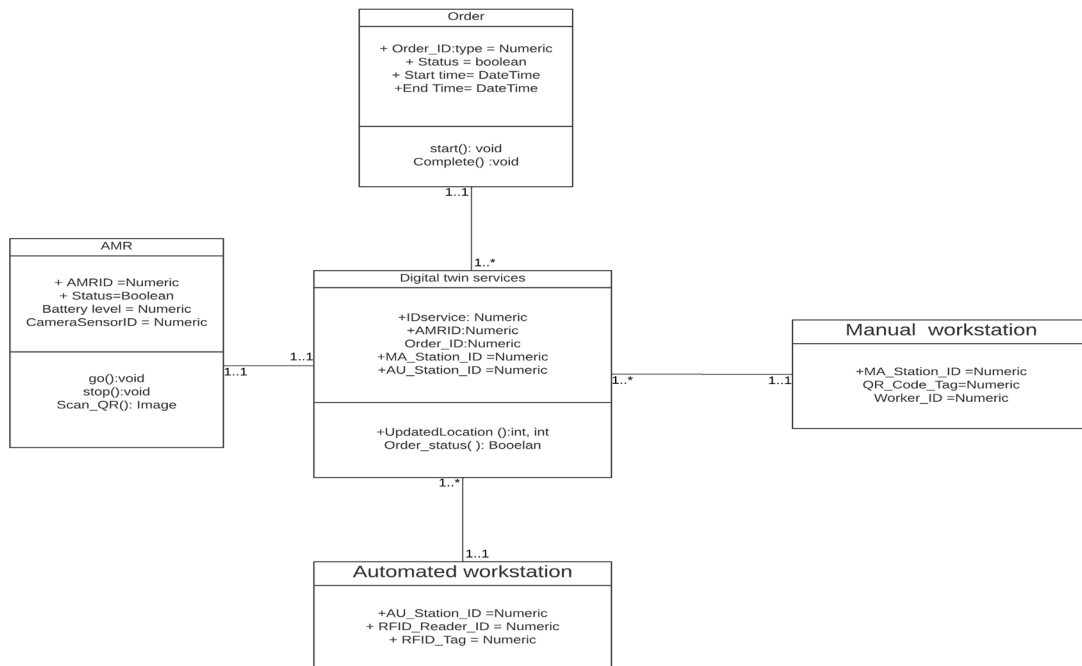 Order
+ Order_ID:type = Numeric
+ Status = boolean
+ Start time= DateTime
+End Time= DateTime
start(): void
Complete() :void
1..1
1..*
AMR
+ AMRID =Numeric
+ Status=Boolean
Battery level = Numeric
CameraSensorID = Numeric
go():void
stop():void
Scan_QR(): Image
1..1
1..1
Digital twin services
+IDservice: Numeric
+AMRID:Numeric
Order_ID:Numeric
+MA_Station_ID =Numeric
+AU_Station_ID =Numeric
+UpdatedLocation ():int, int
Order_status( ): Booelan
1..*
1..1
Manual workstation
+MA_Station_ID =Numeric
QR_Code_Tag=Numeric
Worker_ID =Numeric
1..*
1..1
Automated workstation
+AU_Station_ID =Numeric
+ RFID_Reader_ID = Numeric
+ RFID_Tag = Numeric